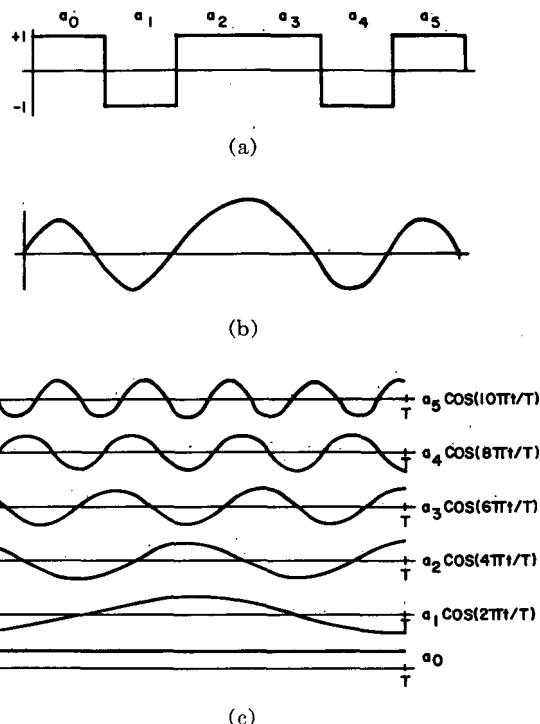 a₀ a₁ a₂ a₃ a₄ a₅
+1
-1
(a)
(b)
T a₅ COS(10πt/T)
T a₄ COS(8πt/T)
T a₃ COS(6πt/T)
T a₂ COS(4πt/T)
T a₁ COS(2πt/T)
T a₀
(c)